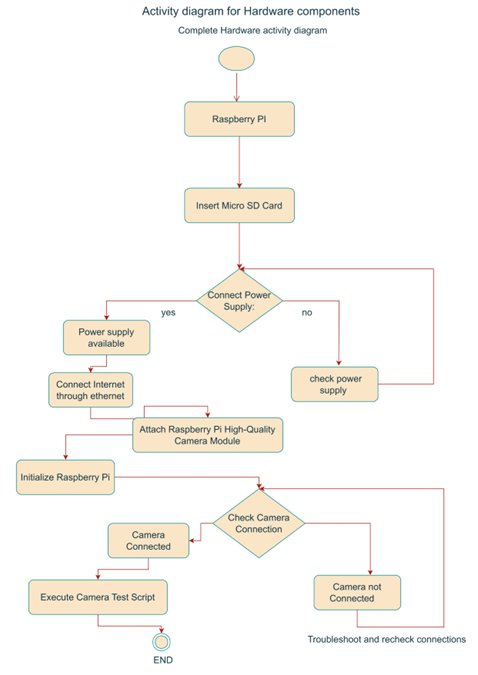 Activity diagram for Hardware components
Complete Hardware activity diagram
Raspberry PI
Insert Micro SD Card
Connect Power
Supply:
yes
no
Power supply
available
check power
supply
Connect Internet
through ethernet
Attach Raspberry Pi High-Quality
Camera Module
Initialize Raspberry Pi
Check Camera
Connection
Camera
Connected
Camera not
Connected
Execute Camera Test Script
Troubleshoot and recheck connections
END